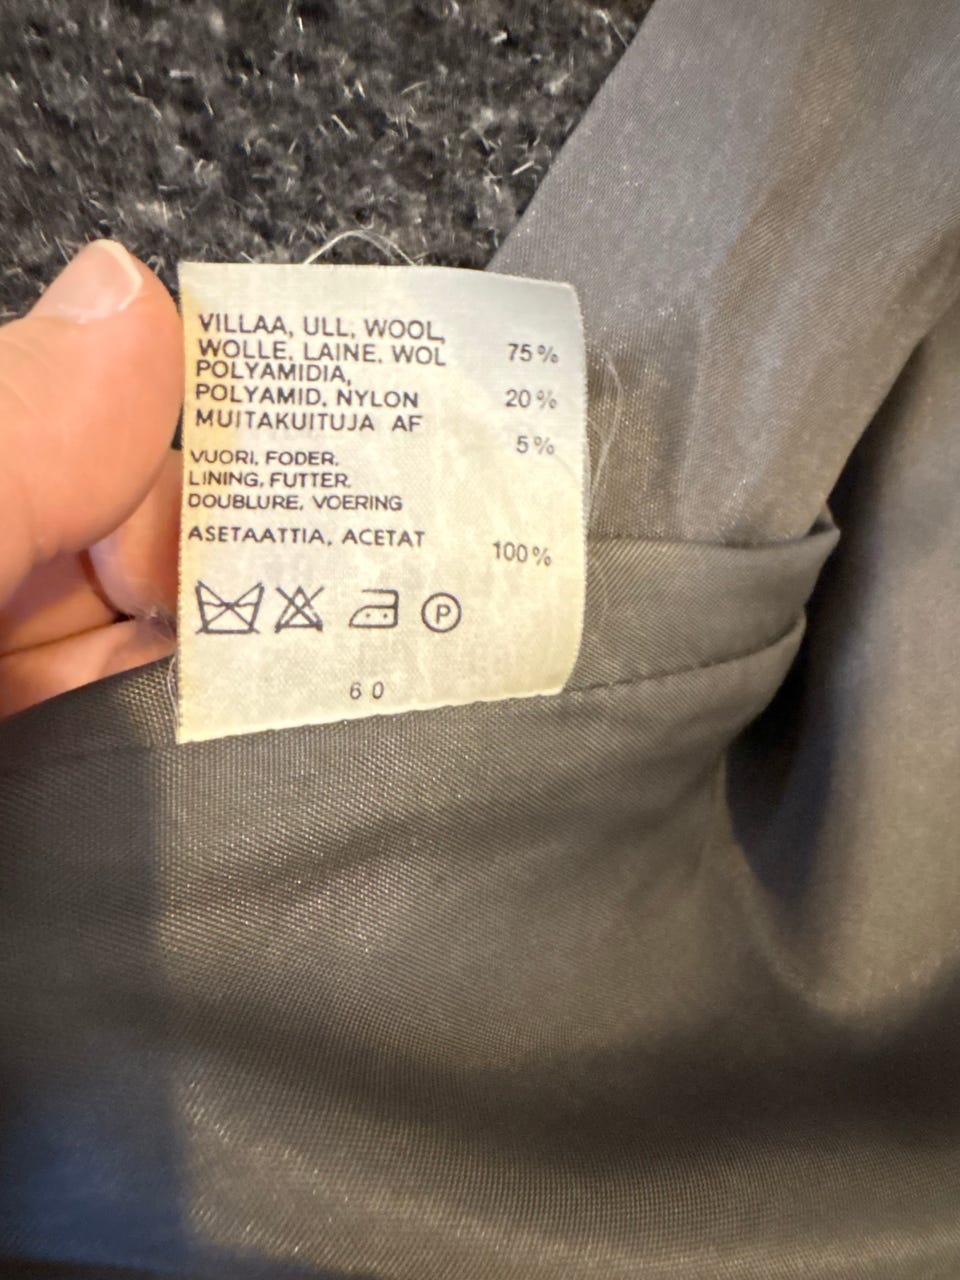 VILLAA, ULL, WOOL,
WOLLE, LAINE, WOL 75%
POLYAMIDIA,
POLYAMID, NYLON 20%
MUITAKUITUJA AF 5%
VUORI, FODER,
LINING, FUTTER,
DOUBLURE, VOERING
ASETAATTIA, ACETAT 100%
P
60